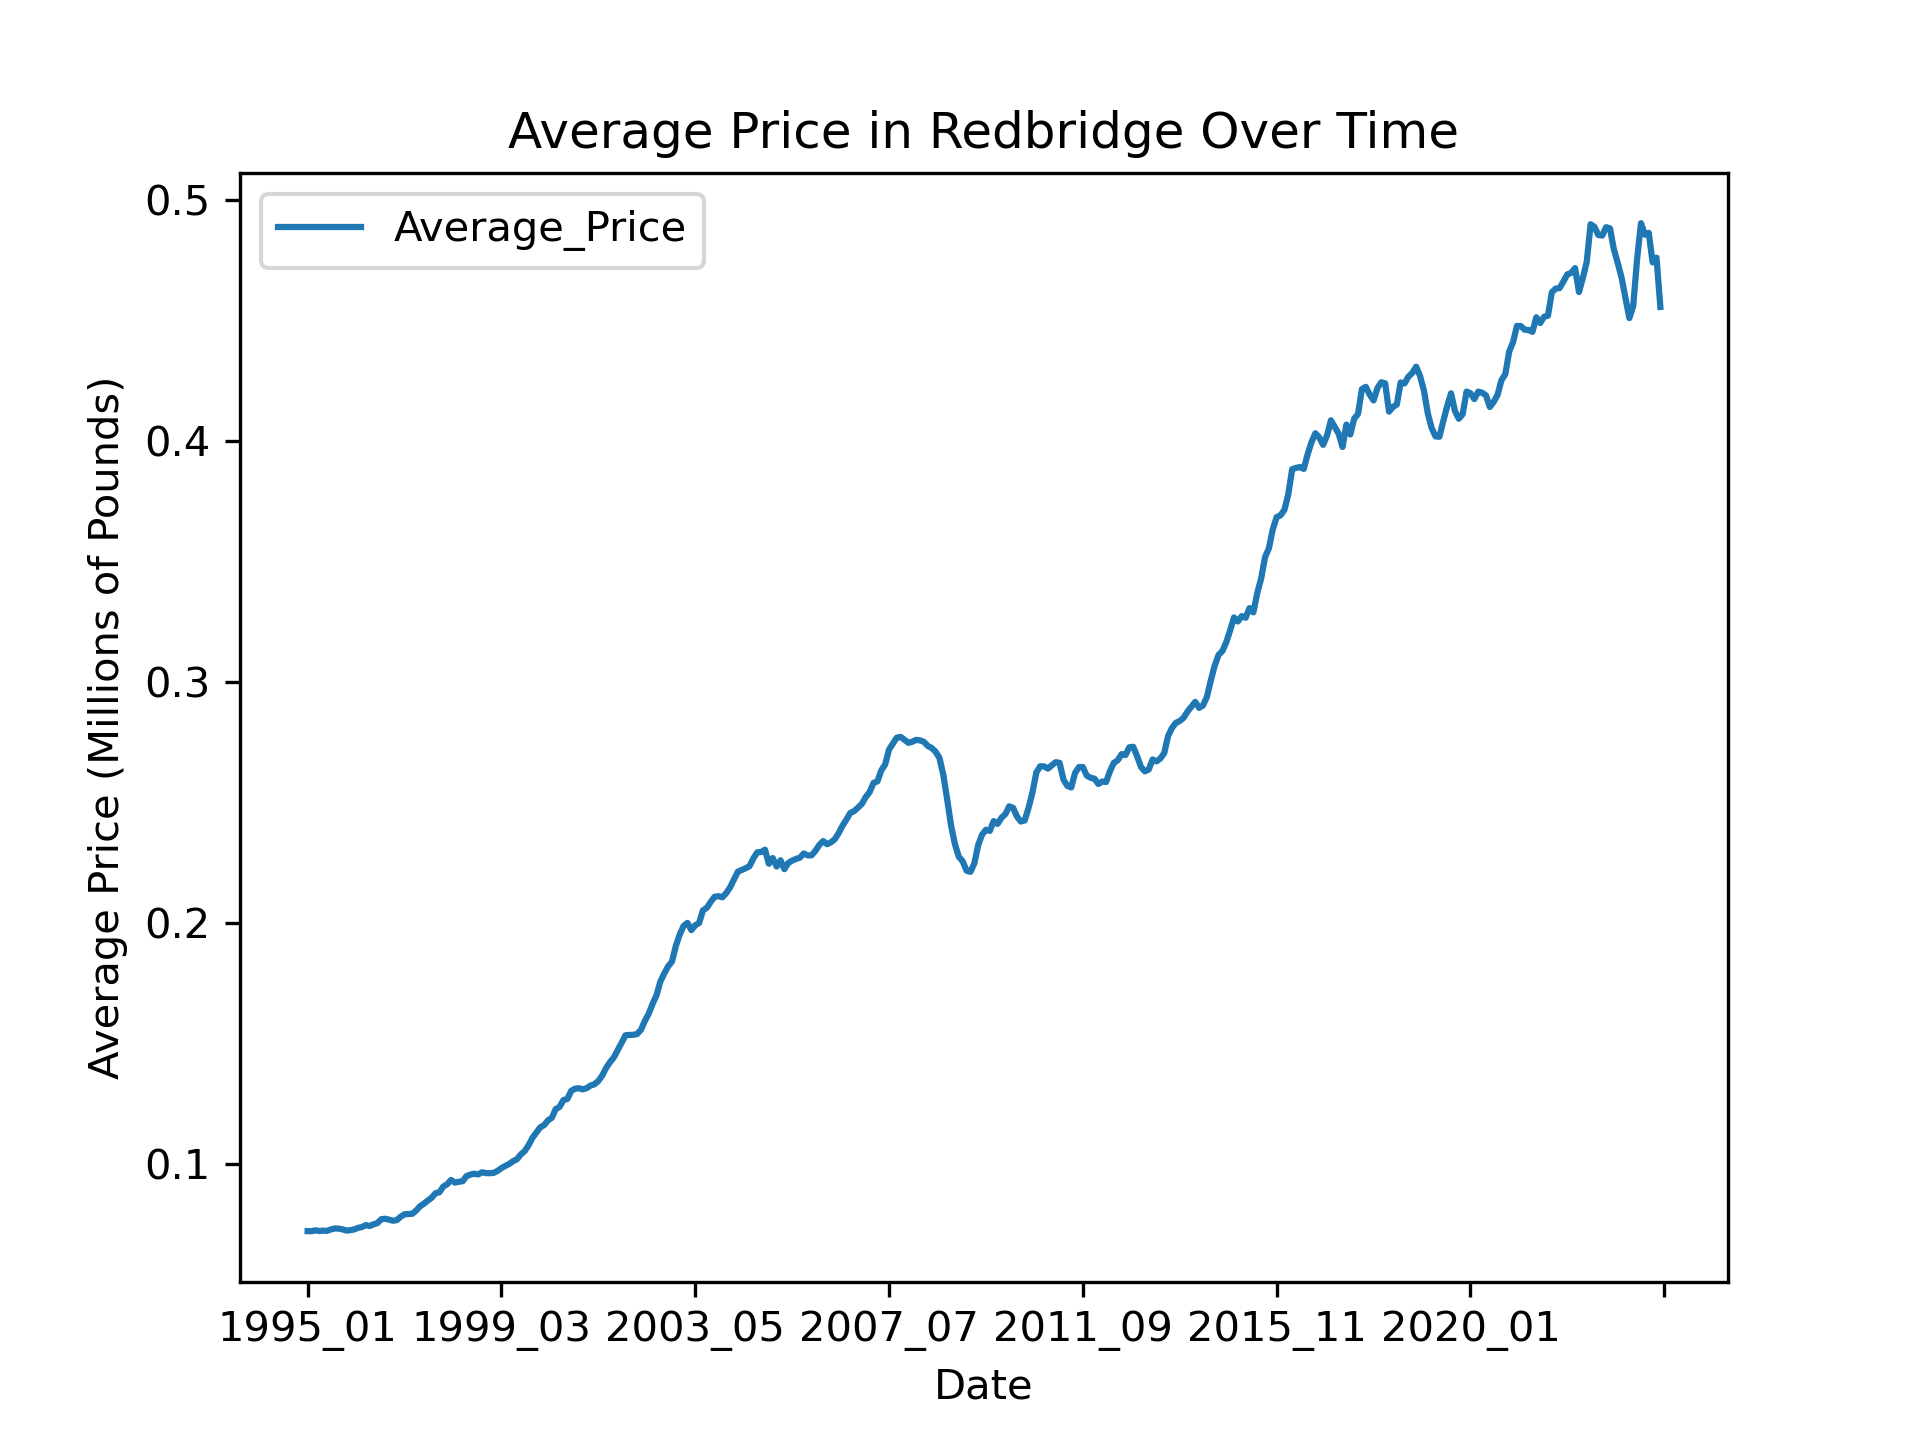 Average Price in Redbridge Over Time
Average_Price
Average Price (Millions of Pounds)
0.5
0.4
0.3
0.2
0.1
1995_01 1999_03 2003_05 2007_07 2011_09 2015_11 2020_01
Date